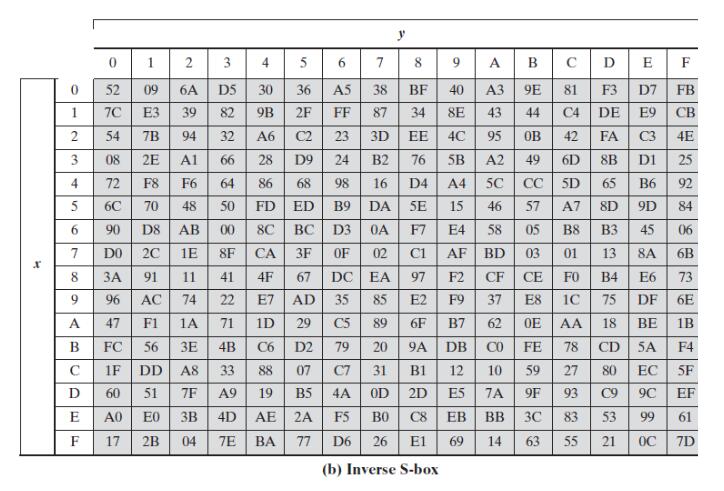 y
0 1 2 3 4 5 6 7 8 9 A B C D E F
0 52 09 6A D5 30 36 A5 38 BF 40 A3 9E 81 F3 D7 FB
1 7C E3 39 82 9B 2F FF 87 34 8E 43 44 C4 DE E9 CB
2 54 7B 94 32 A6 C2 23 3D EE 4C 95 0B 42 FA C3 4E
3 08 2E A1 66 28 D9 24 B2 76 5B A2 49 6D 8B D1 25
4 72 F8 F6 64 86 68 98 16 D4 A4 5C CC 5D 65 B6 92
5 6C 70 48 50 FD ED B9 DA 5E 15 46 57 A7 8D 9D 84
6 90 D8 AB 00 8C BC D3 0A F7 E4 58 05 B8 B3 45 06
7 D0 2C 1E 8F CA 3F 0F 02 C1 AF BD 03 01 13 8A 6B
x
8 3A 91 11 41 4F 67 DC EA 97 F2 CF CE F0 B4 E6 73
9 96 AC 74 22 E7 AD 35 85 E2 F9 37 E8 1C 75 DF 6E
A 47 F1 1A 71 1D 29 C5 89 6F B7 62 0E AA 18 BE 1B
B FC 56 3E 4B C6 D2 79 20 9A DB C0 FE 78 CD 5A F4
C 1F DD A8 33 88 07 C7 31 B1 12 10 59 27 80 EC 5F
D 60 51 7F A9 19 B5 4A 0D 2D E5 7A 9F 93 C9 9C EF
E A0 E0 3B 4D AE 2A F5 B0 C8 EB BB 3C 83 53 99 61
F 17 2B 04 7E BA 77 D6 26 E1 69 14 63 55 21 0C 7D
(b) Inverse S-box